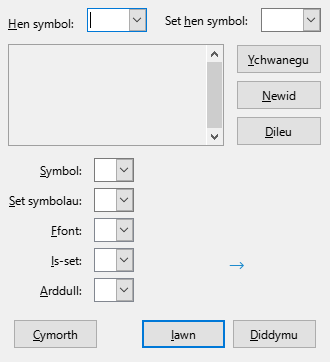 Hen symbol: Set hen symbol:
Ychwanegu
Newid
Dileu
Symbol:
Set symbolau:
Ffont:
Is-set:
Arddull:
→
Cymorth Iawn Diddymu